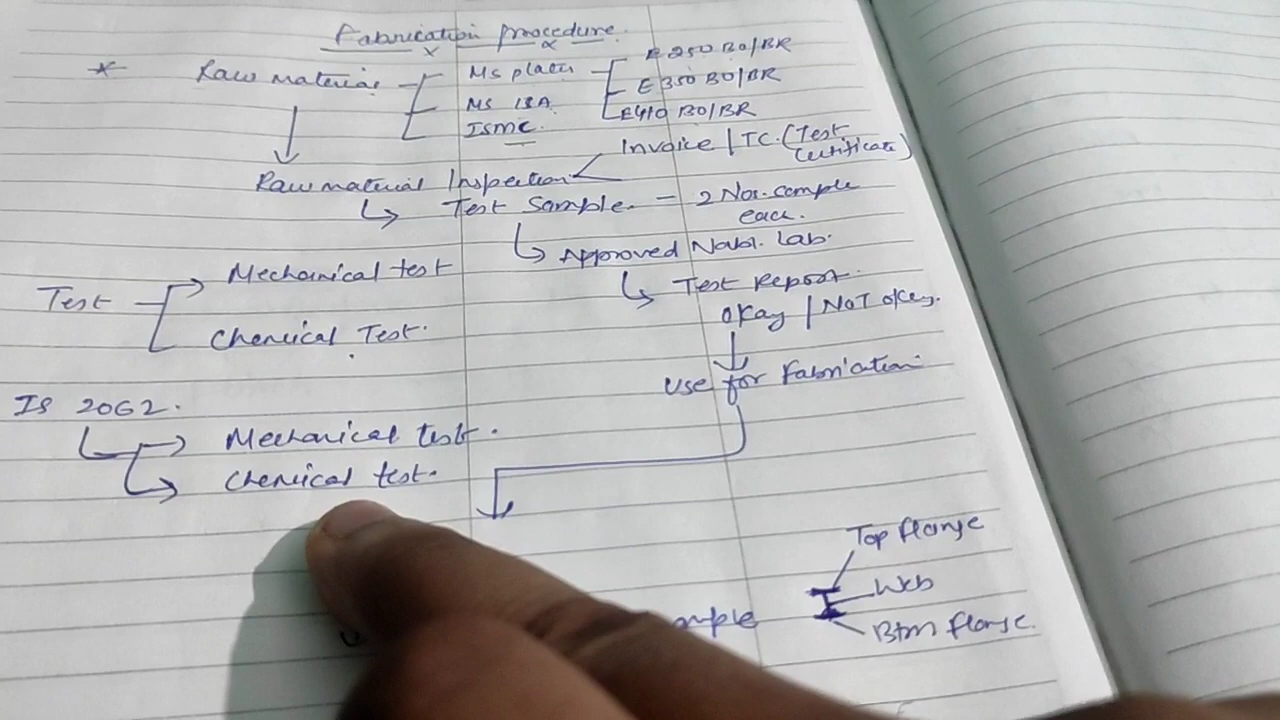 Fabrication procedure
* Raw material
MS plates
E250 BO/BR
MS ISA
E350 BO/BR
ISMC.
E410 BO/BR
Raw material Inspection
Invoice / TC. (Test
Certificate)
Test Sample. - 2 Nos. sample
each.
Approved Nabl. Lab.
Test Report.
Okay / NOT okey.
Use for Fabrication
Test
Mechanical test
Chemical Test.
IS 2062.
Mechanical test.
Chemical test.
Top flange
Web
Btm flange.